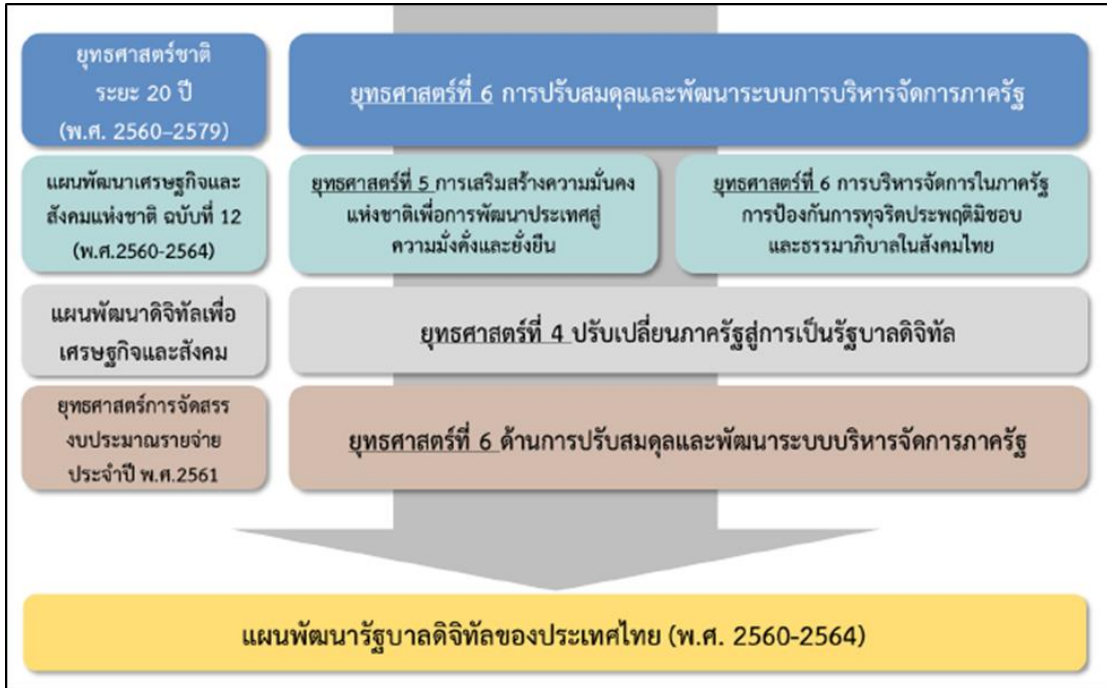 ยุทธศาสตร์ชาติ
ระยะ 20 ปี
(พ.ศ. 2560–2579)
ยุทธศาสตร์ที่ 6 การปรับสมดุลและพัฒนาระบบการบริหารจัดการภาครัฐ
แผนพัฒนาเศรษฐกิจและ
สังคมแห่งชาติ ฉบับที่ 12
(พ.ศ.2560-2564)
ยุทธศาสตร์ที่ 5 การเสริมสร้างความมั่นคง
แห่งชาติเพื่อการพัฒนาประเทศสู่
ความมั่งคั่งและยั่งยืน
ยุทธศาสตร์ที่ 6 การบริหารจัดการในภาครัฐ
การป้องกันการทุจริตประพฤติมิชอบ
และธรรมาภิบาลในสังคมไทย
แผนพัฒนาดิจิทัลเพื่อ
เศรษฐกิจและสังคม
ยุทธศาสตร์ที่ 4 ปรับเปลี่ยนภาครัฐสู่การเป็นรัฐบาลดิจิทัล
ยุทธศาสตร์การจัดสรร
งบประมาณรายจ่าย
ประจำปี พ.ศ.2561
ยุทธศาสตร์ที่ 6 ด้านการปรับสมดุลและพัฒนาระบบบริหารจัดการภาครัฐ
แผนพัฒนารัฐบาลดิจิทัลของประเทศไทย (พ.ศ. 2560-2564)